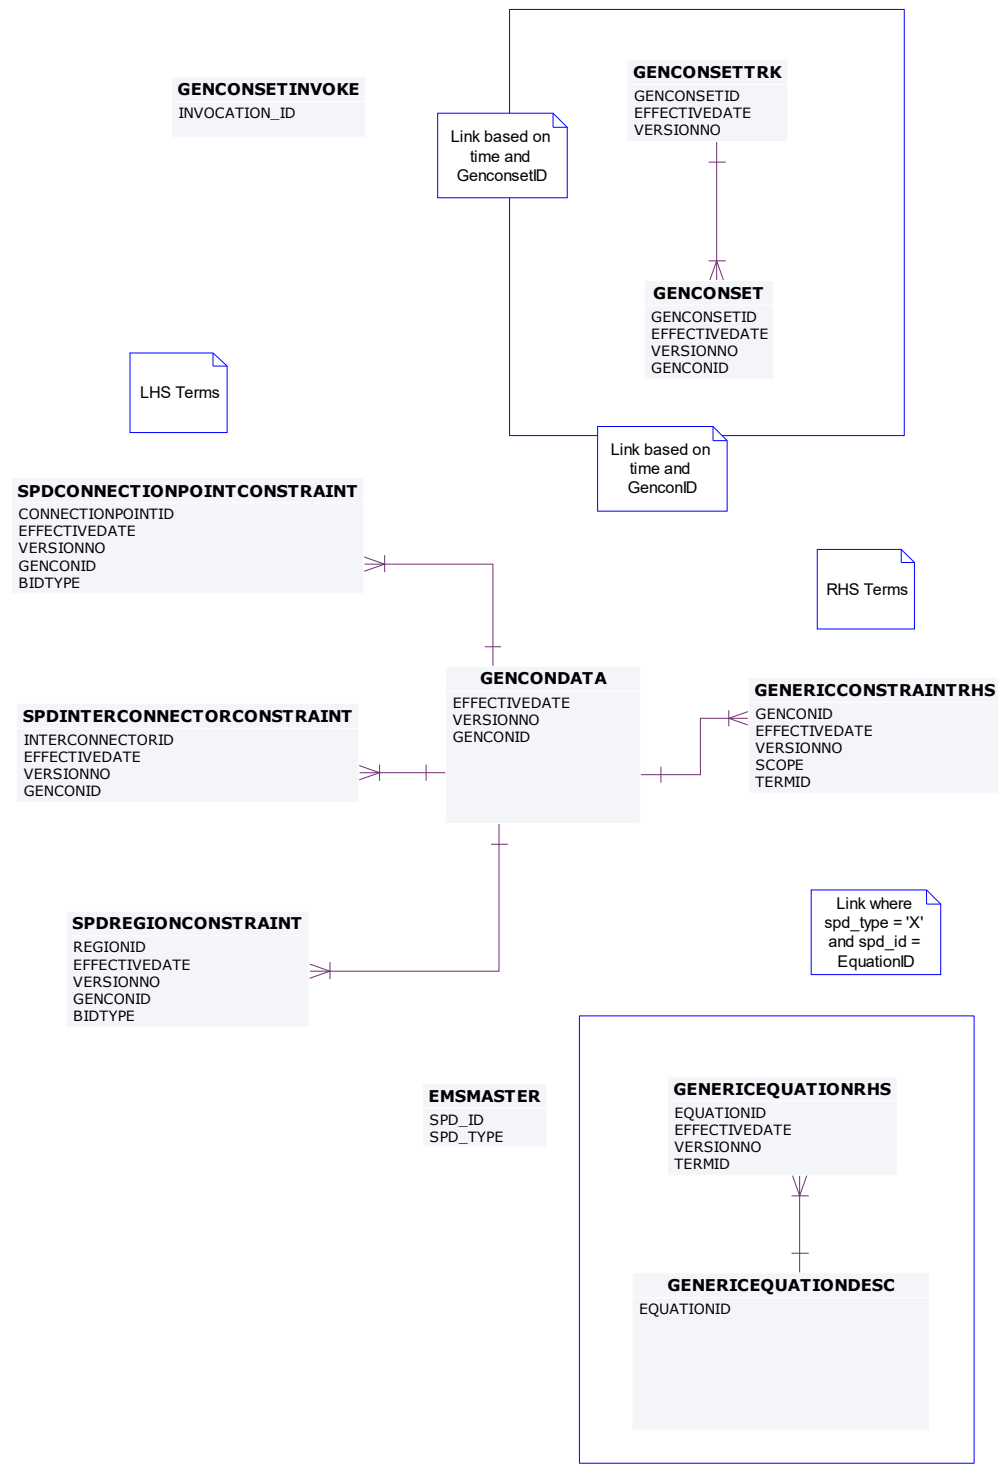 GENCONSETINVOKE
INVOCATION_ID
GENCONSETTRK
GENCONSETID
EFFECTIVEDATE
VERSIONNO
Link based on
time and
GenconsetID
GENCONSET
GENCONSETID
EFFECTIVEDATE
VERSIONNO
GENCONID
LHS Terms
Link based on
time and
GenconID
SPDCONNECTIONPOINTCONSTRAINT
CONNECTIONPOINTID
EFFECTIVEDATE
VERSIONNO
GENCONID
BIDTYPE
RHS Terms
GENCONDATA
EFFECTIVEDATE
VERSIONNO
GENCONID
SPDINTERCONNECTORCONSTRAINT
INTERCONNECTORID
EFFECTIVEDATE
VERSIONNO
GENCONID
GENERICCONSTRAINTRHS
GENCONID
EFFECTIVEDATE
VERSIONNO
SCOPE
TERMID
SPDREGIONCONSTRAINT
REGIONID
EFFECTIVEDATE
VERSIONNO
GENCONID
BIDTYPE
Link where
spd_type = 'X'
and spd_id =
EquationID
EMSMASTER
SPD_ID
SPD_TYPE
GENERICEQUATIONRHS
EQUATIONID
EFFECTIVEDATE
VERSIONNO
TERMID
GENERICEQUATIONDESC
EQUATIONID